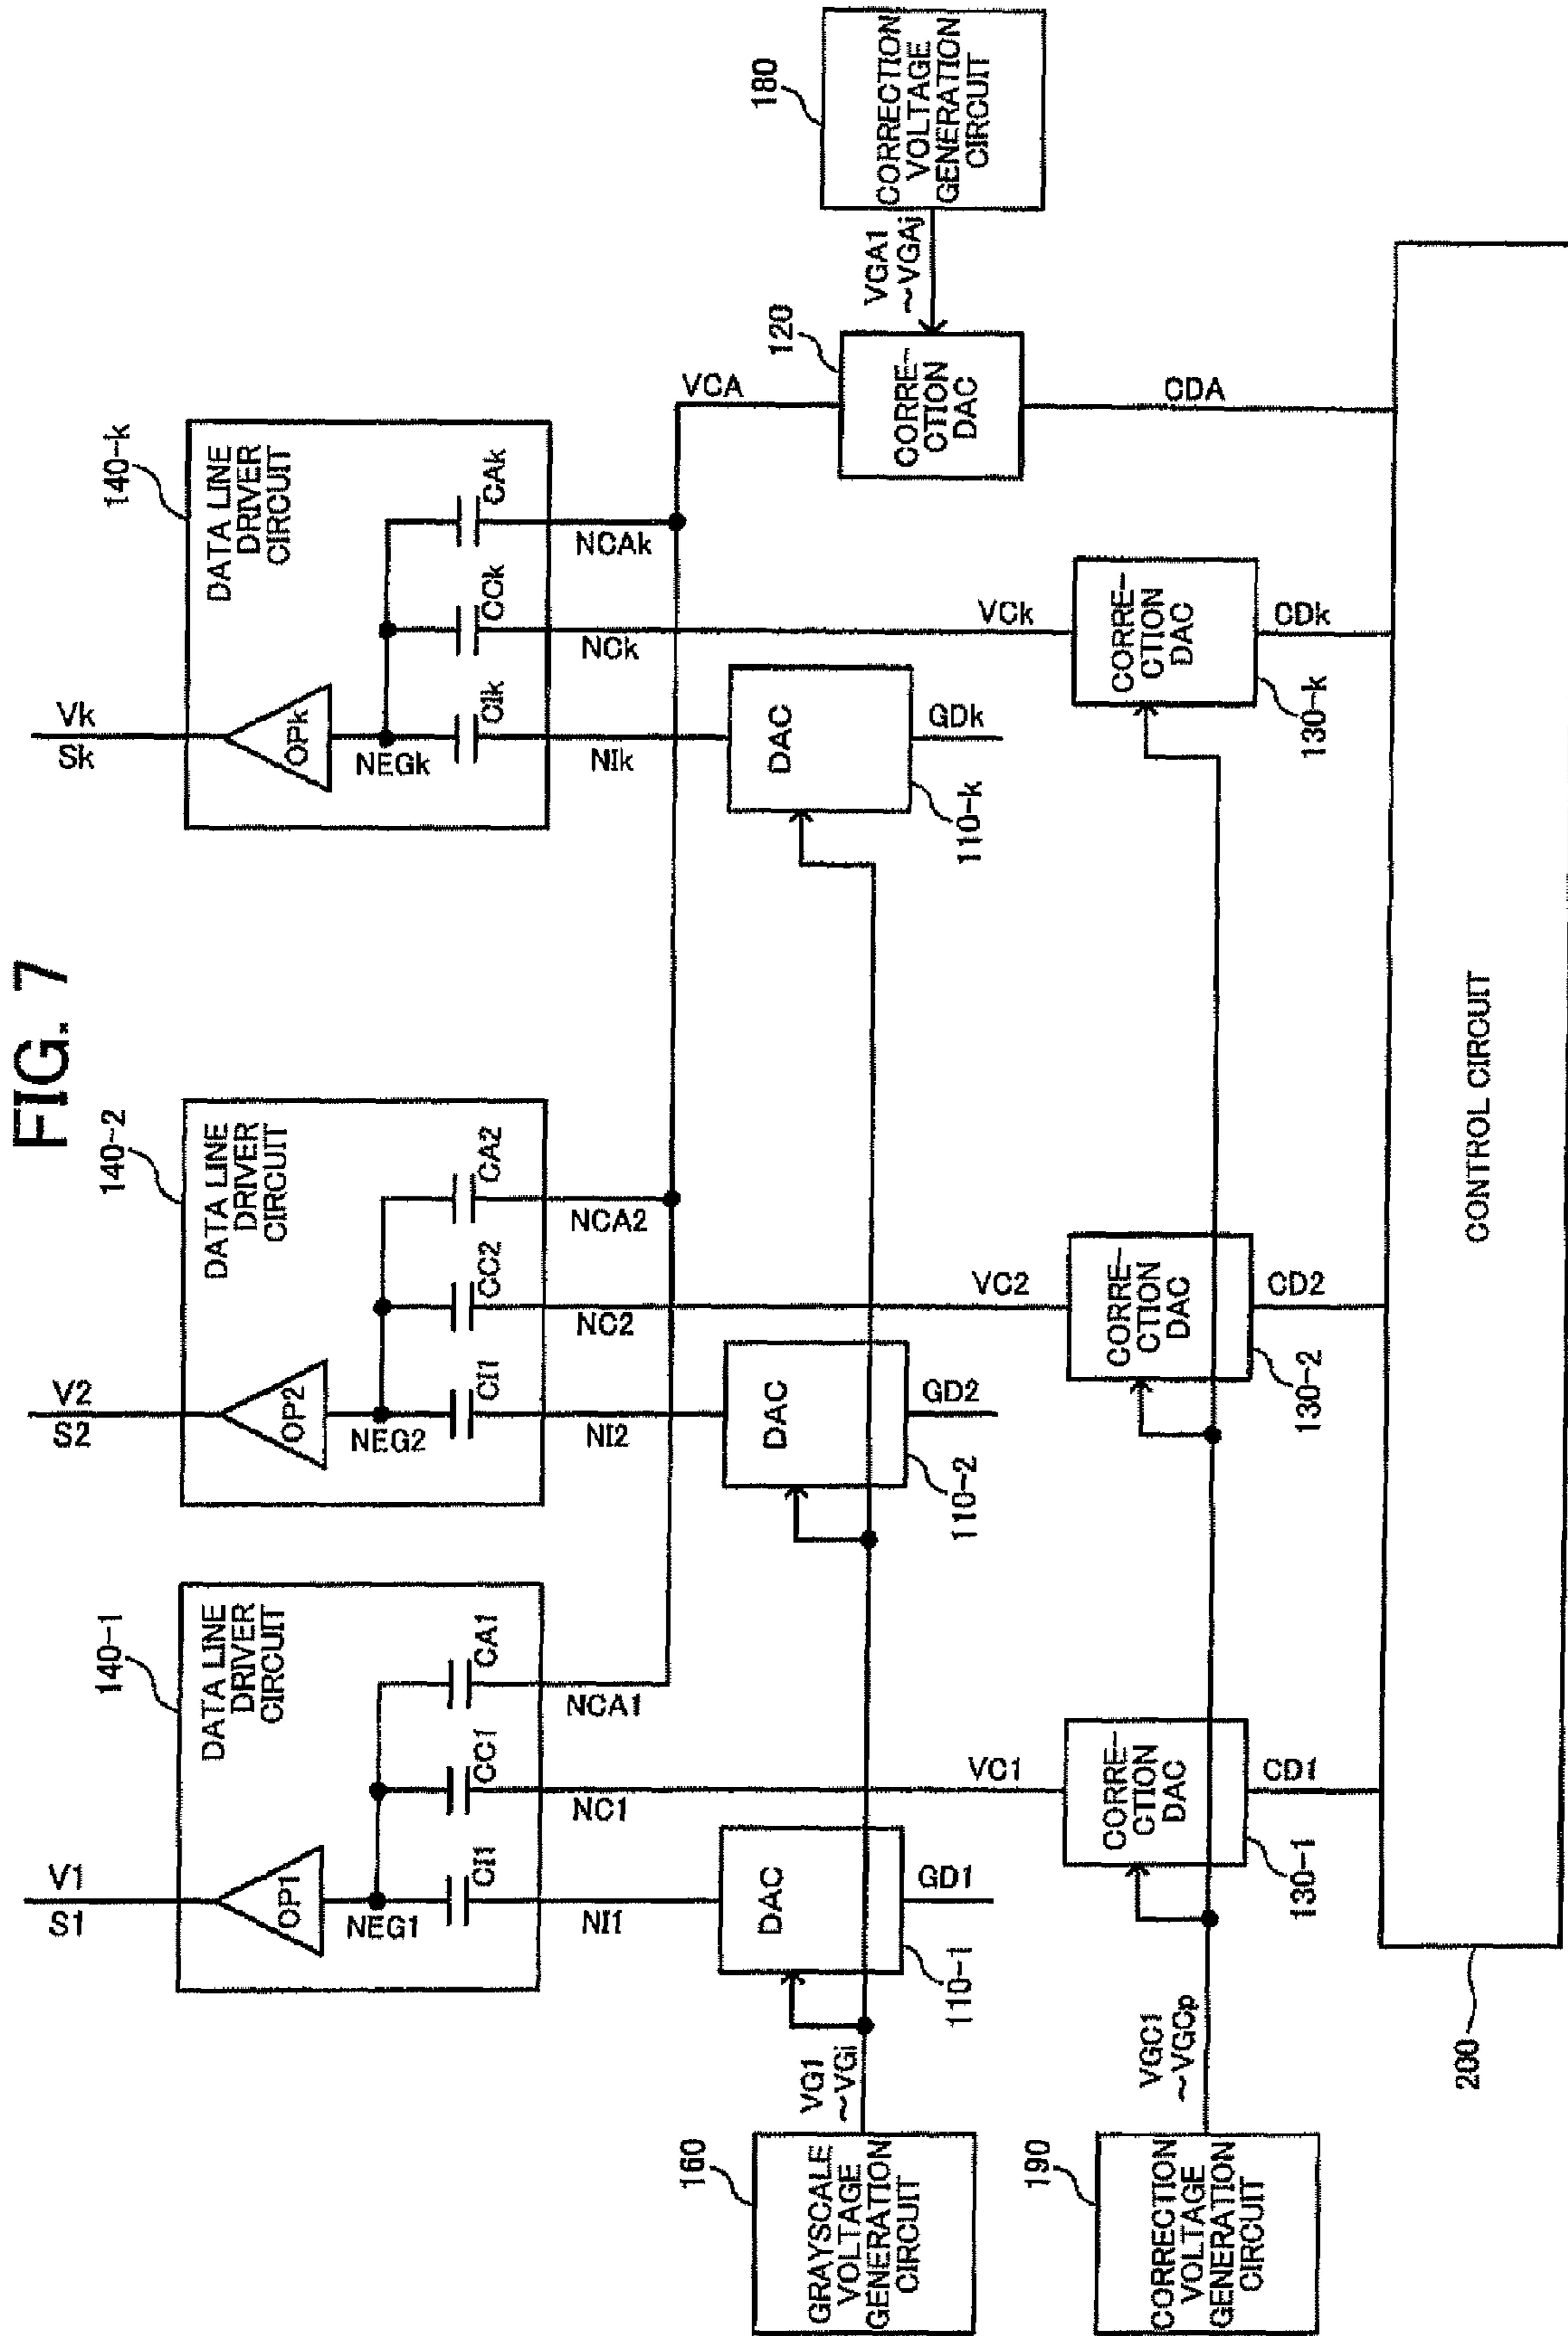 FIG. 7
V1
S1
V2
S2
Vk
Sk
140-1
DATA LINE
DRIVER
CIRCUIT
OP1
NEG1
CI1
CC1
CA1
140-2
DATA LINE
DRIVER
CIRCUIT
OP2
NEG2
CI1
CC2
CA2
140-k
DATA LINE
DRIVER
CIRCUIT
OPk
NEGk
CIk
CCk
CAk
NI1
NC1
NCA1
NI2
NC2
NCA2
NIk
NCk
NCAk
VCA
160
GRAYSCALE
VOLTAGE
GENERATION
CIRCUIT
VG1
~VGi
DAC
110-1
GD1
DAC
110-2
GD2
DAC
110-k
GDk
120
CORRE-
CTION
DAC
CDA
VGA1
~VGAj
180
CORRECTION
VOLTAGE
GENERATION
CIRCUIT
190
CORRECTION
VOLTAGE
GENERATION
CIRCUIT
VGC1
~VGCp
VC1
CORRE-
CTION
DAC
130-1
CD1
VC2
CORRE-
CTION
DAC
130-2
CD2
VCk
CORRE-
CTION
DAC
130-k
CDk
200
CONTROL CIRCUIT